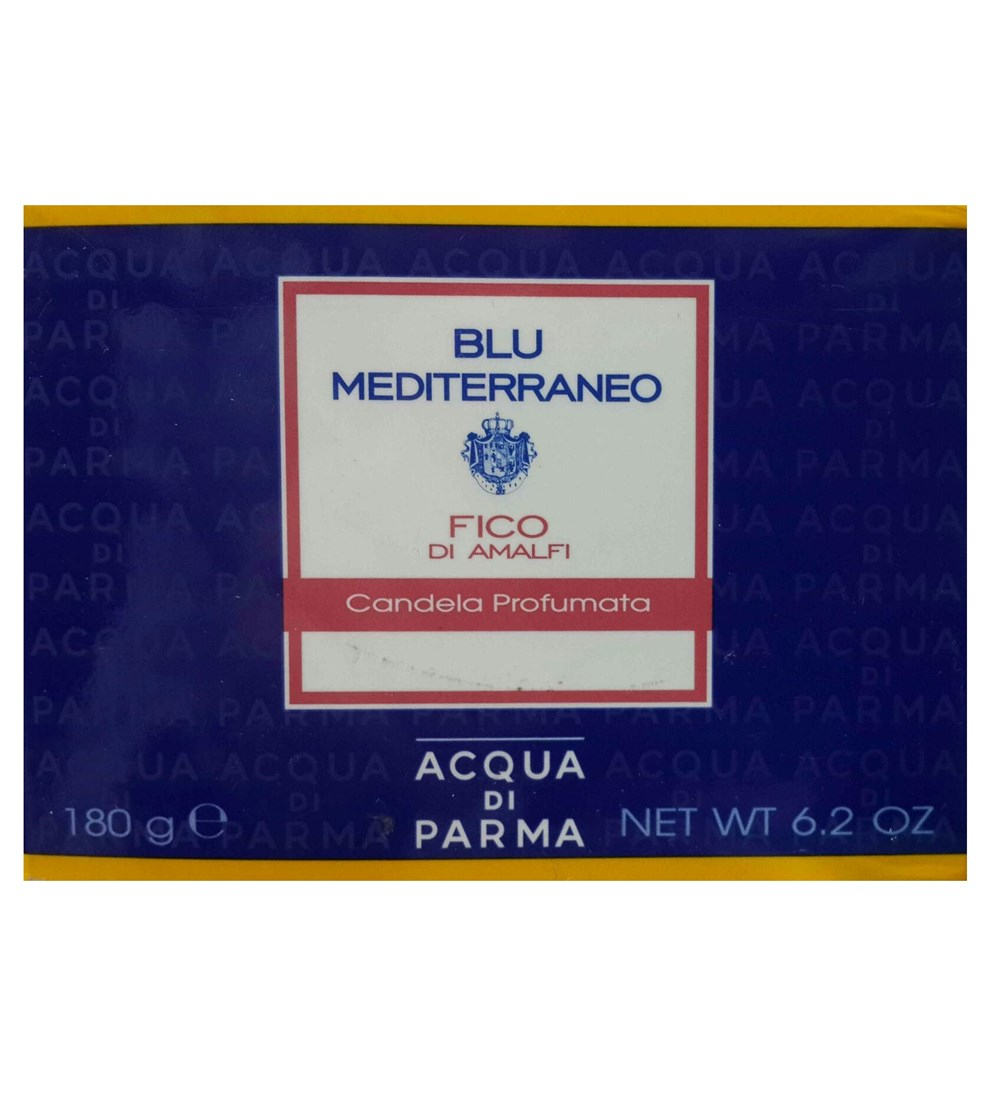 BLU
MEDITERRANEO
FICO
DI AMALFI
Candela Profumata
ACQUA
DI
PARMA
180 g ℮
NET WT 6.2 OZ